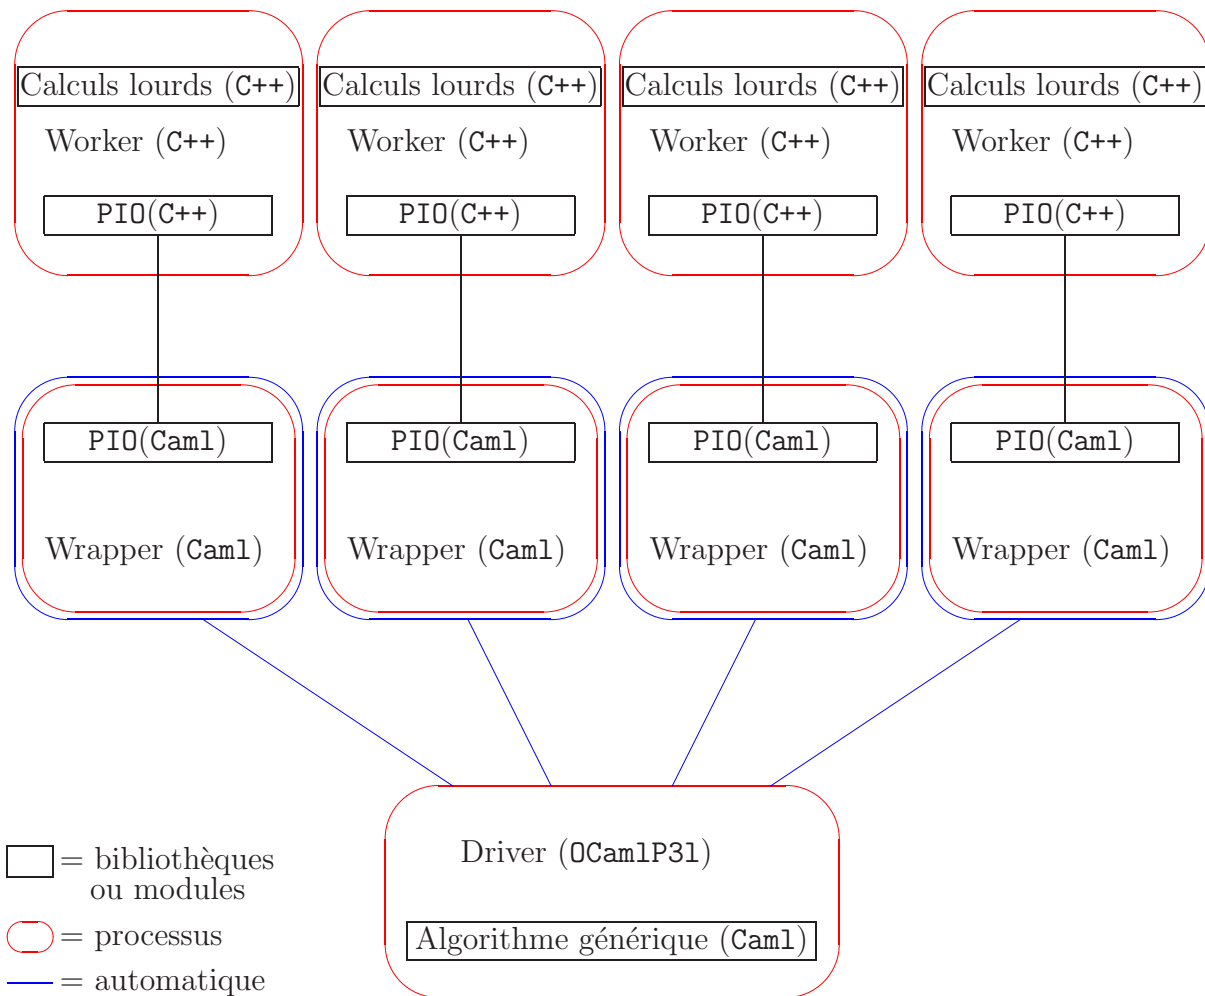 Calculs lourds (C++) Calculs lourds (C++) Calculs lourds (C++) Calculs lourds (C++)
Worker (C++) Worker (C++) Worker (C++) Worker (C++)
PIO(C++) PIO(C++) PIO(C++) PIO(C++)
PIO(Caml) PIO(Caml) PIO(Caml) PIO(Caml)
Wrapper (Caml) Wrapper (Caml) Wrapper (Caml) Wrapper (Caml)
Driver (OCamlP3l)
Algorithme générique (Caml)
= bibliothèques
ou modules
= processus
= automatique